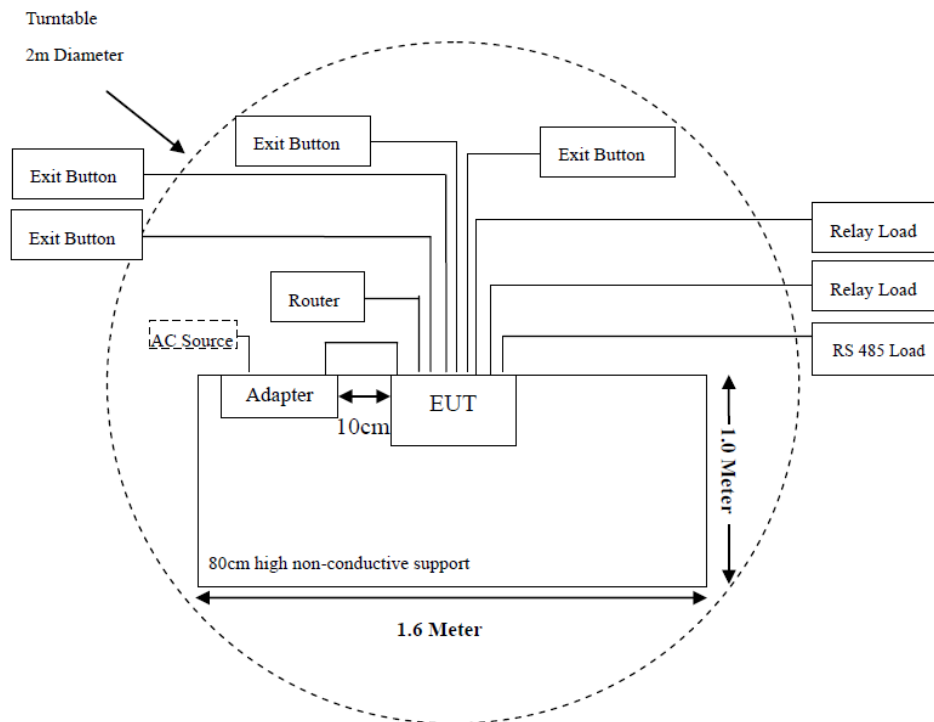 Turntable
2m Diameter
Exit Button
Exit Button
Exit Button
Exit Button
Relay Load
Router
Relay Load
AC Source
RS 485 Load
Adapter
EUT
10cm
1.0 Meter
80cm high non-conductive support
1.6 Meter